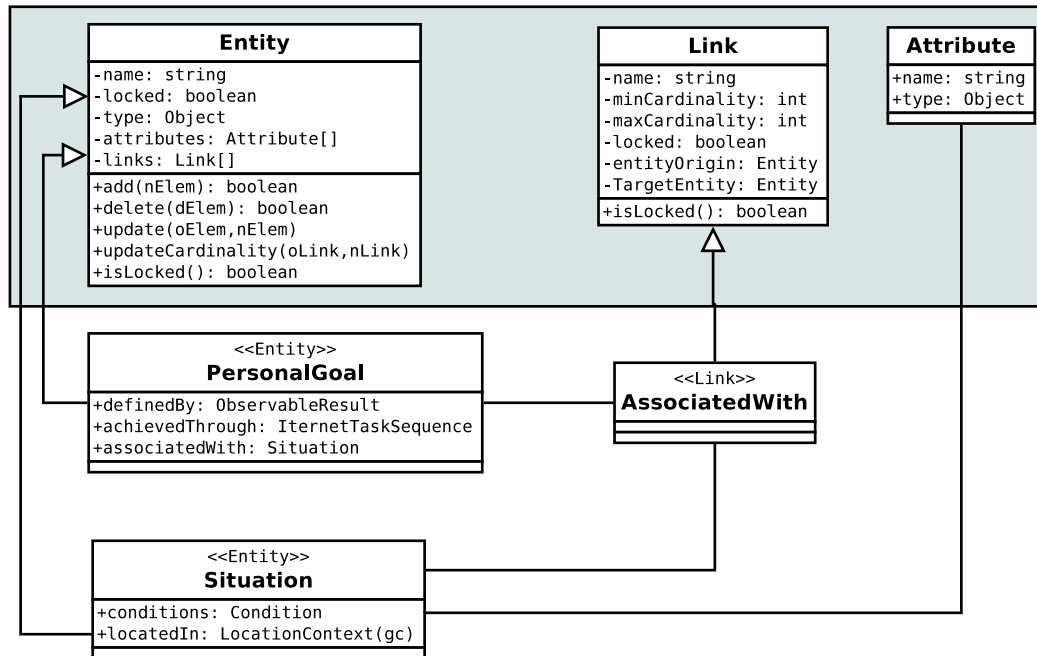 Entity
-name: string
-locked: boolean
-type: Object
-attributes: Attribute[]
-links: Link[]
+add(nElem): boolean
+delete(dElem): boolean
+update(oElem,nElem)
+updateCardinality(oLink,nLink)
+isLocked(): boolean
Link
-name: string
-minCardinality: int
-maxCardinality: int
-locked: boolean
-entityOrigin: Entity
-TargetEntity: Entity
+isLocked(): boolean
Attribute
+name: string
+type: Object
<<Entity>>
PersonalGoal
+definedBy: ObservableResult
+achievedThrough: IternetTaskSequence
+associatedWith: Situation
<<Link>>
AssociatedWith
<<Entity>>
Situation
+conditions: Condition
+locatedIn: LocationContext(gc)